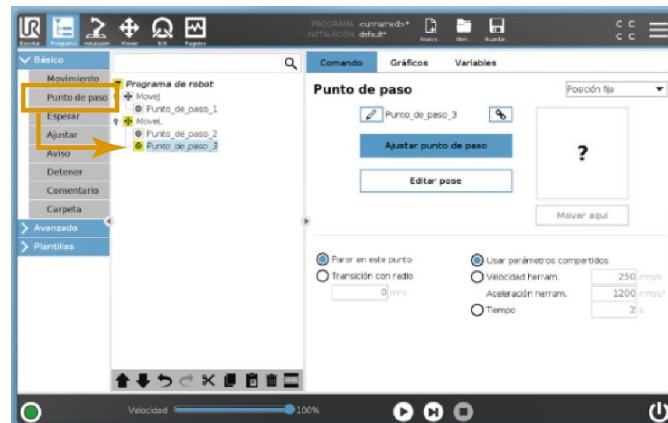 Ejecutar Programa Instalación Mover E/S Registro
PROGRAMA <unnamed>*
INSTALACIÓN default*
Nuevo... Abrir... Guardar...
C C
C C
Básico
Movimiento
Punto de paso
Esperar
Ajustar
Aviso
Detener
Comentario
Carpeta
Avanzado
Plantillas
Programa de robot
MoveJ
Punto_de_paso_1
MoveL
Punto_de_paso_2
Punto_de_paso_3
Comando Gráficos Variables
Punto de paso
Posición fija
Punto_de_paso_3
Ajustar punto de paso
Editar pose
?
Mover aquí
Parar en este punto
Transición con radio
0 mm
Usar parámetros compartidos
Velocidad herram. 250 mm/s
Aceleración herram. 1200 mm/s²
Tiempo 2 s
Velocidad 100%